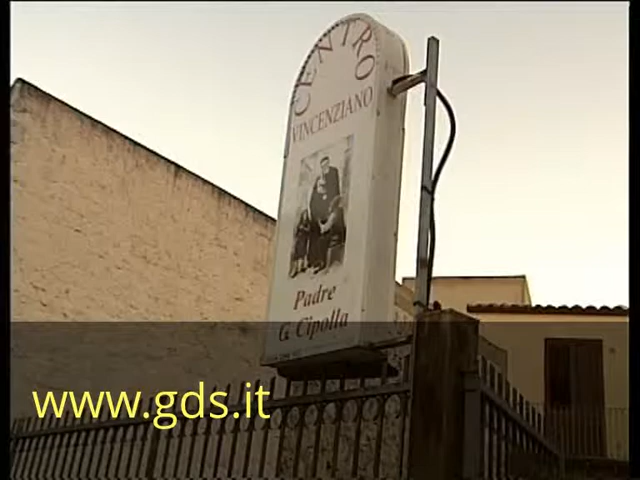 CENTRO
VINCENZIANO
Padre
G. Cipolla
www.gds.it